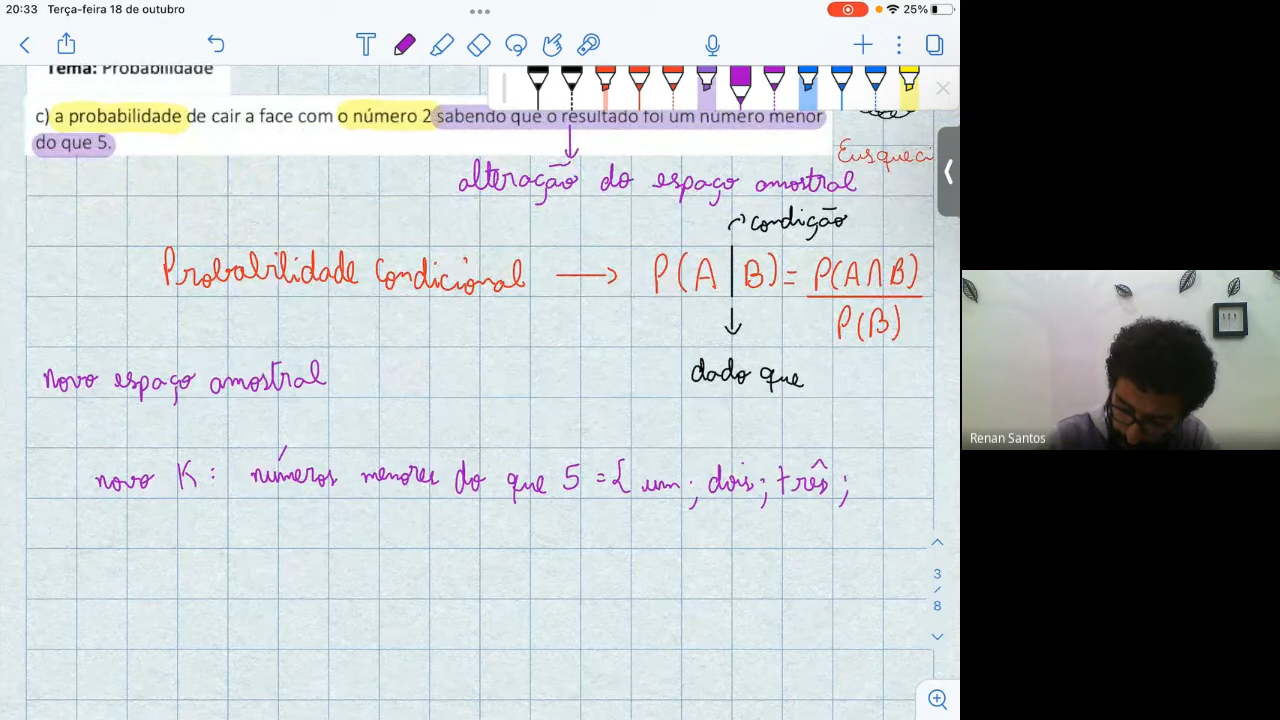 20:33 Terça-feira 18 de outubro
25%
Tema: Probabilidade
c) a probabilidade de cair a face com o número 2 sabendo que o resultado foi um número menor
do que 5.
Eusqueci
alteração do espaço amostral
condição
Probabilidade Condicional → P(A | B) = P(A∩B)
P(B)
dado que
novo espaço amostral
novo K: números menores do que 5 = { um; dois; três;
3
/
8
Renan Santos